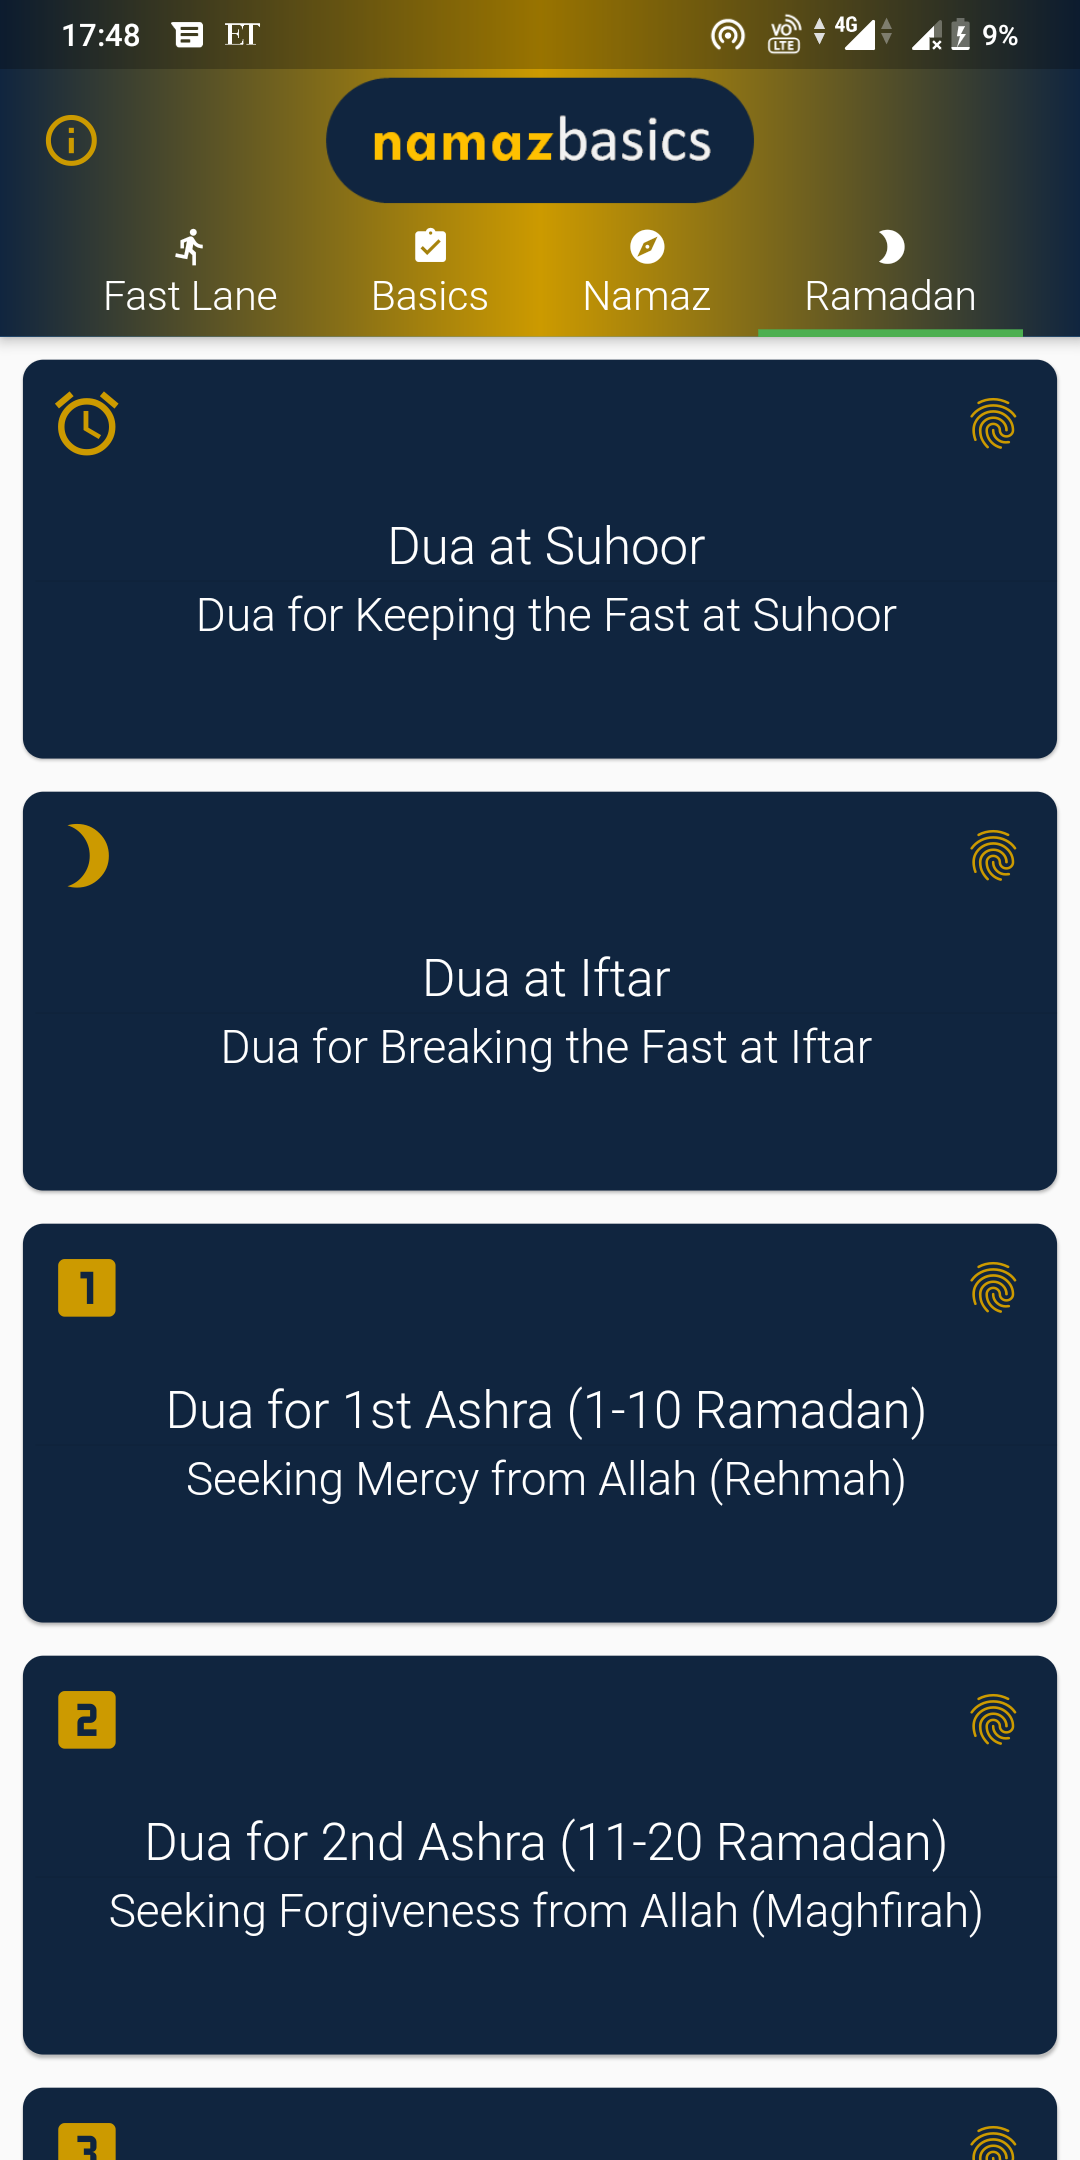 17:48 ET VO LTE 4G 9%
namazbasics
Fast Lane Basics Namaz Ramadan
Dua at Suhoor
Dua for Keeping the Fast at Suhoor
Dua at Iftar
Dua for Breaking the Fast at Iftar
1
Dua for 1st Ashra (1-10 Ramadan)
Seeking Mercy from Allah (Rehmah)
2
Dua for 2nd Ashra (11-20 Ramadan)
Seeking Forgiveness from Allah (Maghfirah)
3